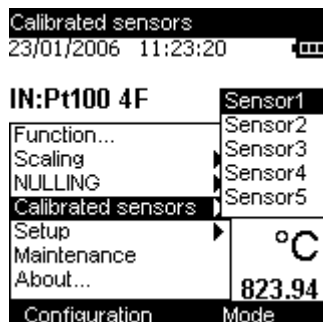 Calibrated sensors
23/01/2006 11:23:20
IN:Pt100 4F
Sensor1
Sensor2
Sensor3
Sensor4
Sensor5
Function...
Scaling
NULLING
Calibrated sensors
Setup
Maintenance
About...
°C
823.94
Configuration Mode